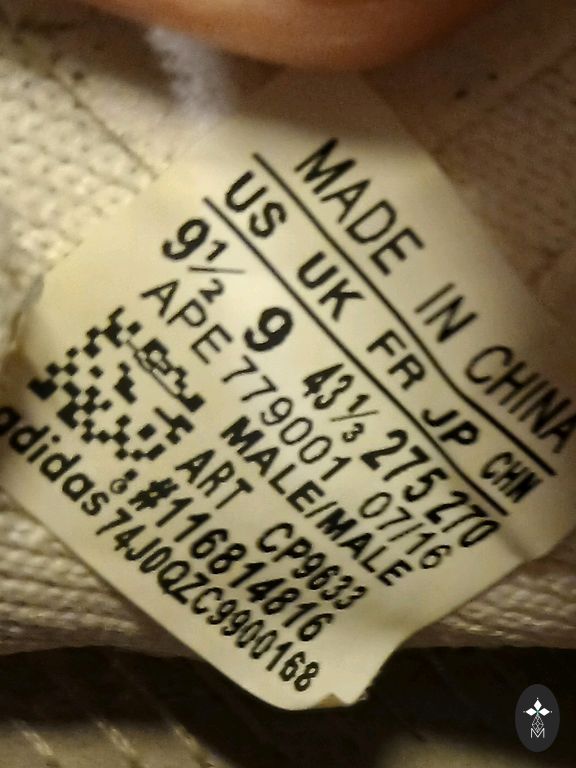 MADE IN CHINA
US UK FR JP CHN
9½ 9 43⅓ 275 270
APE 779001 07/16
MALE/MALE
ART CP9633
#116814816
adidas 74J0QZC9900168
M